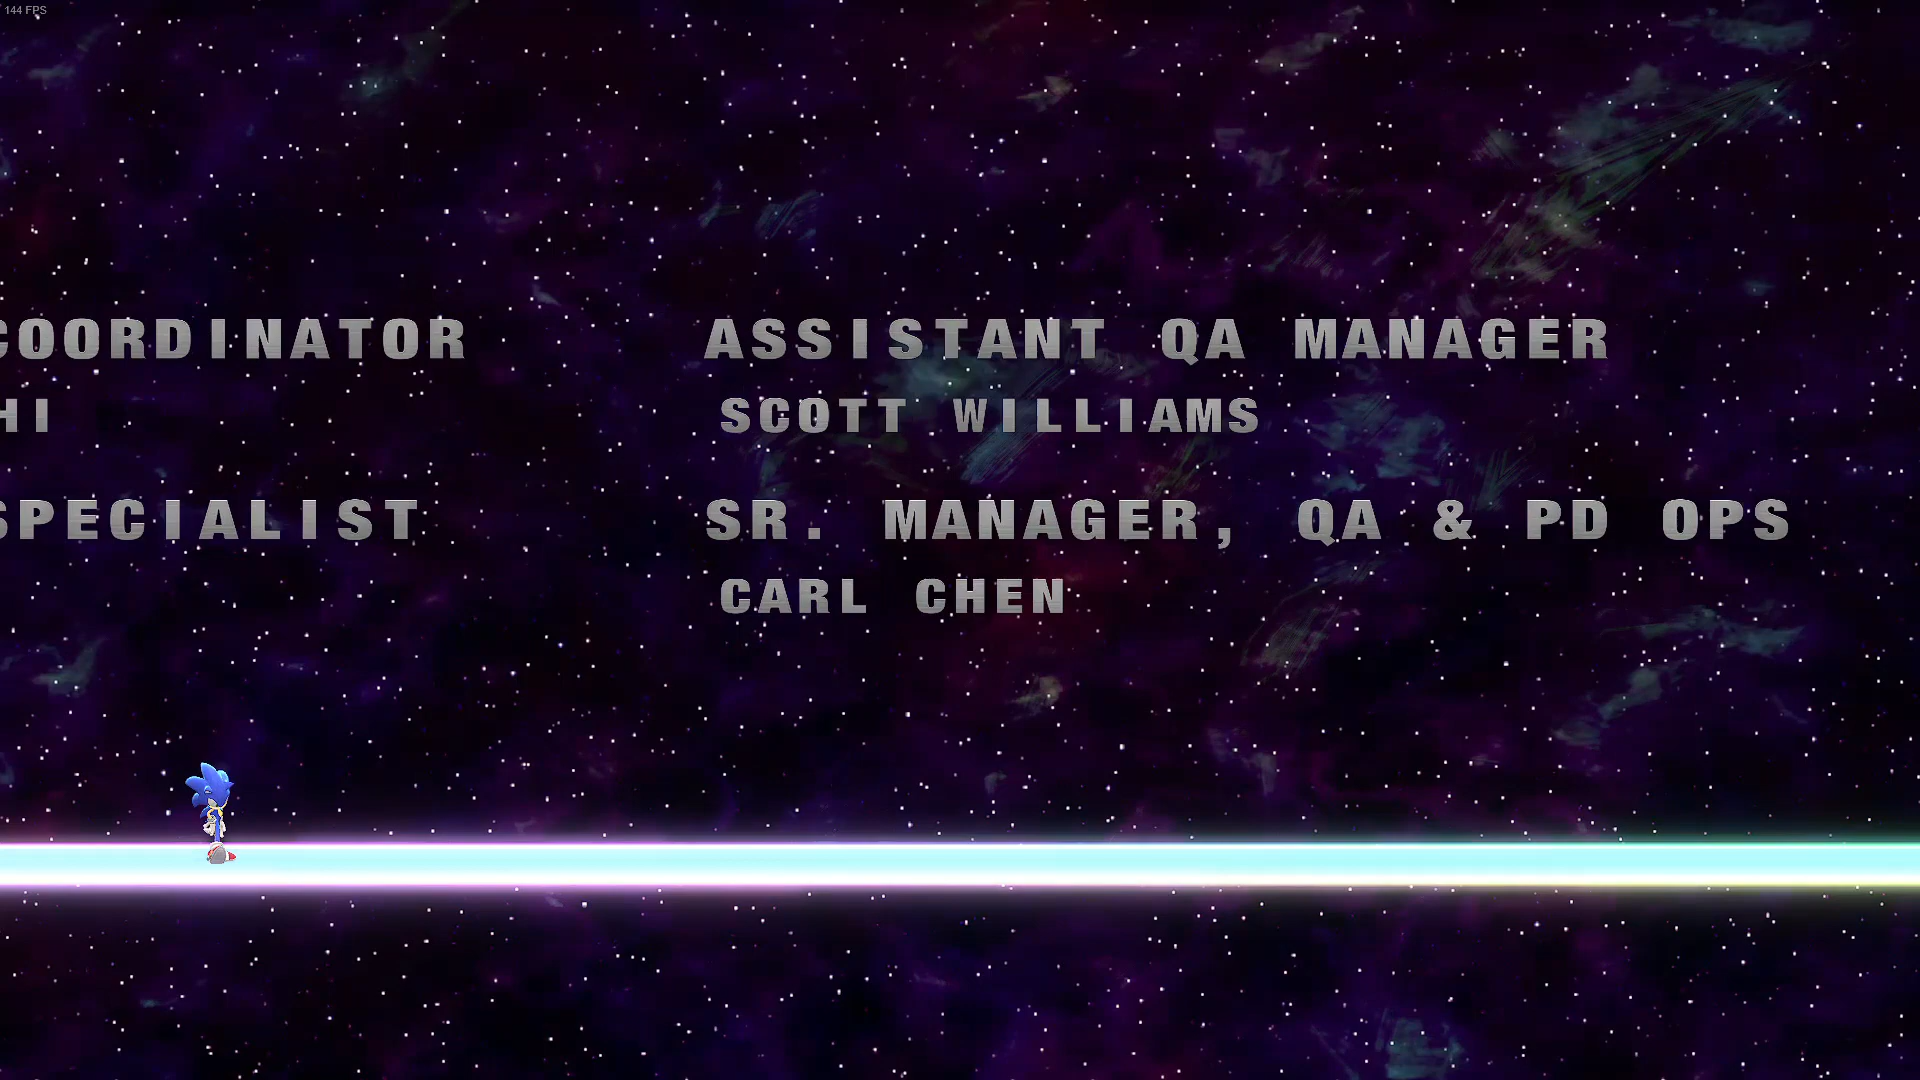 144 FPS
COORDINATOR
HI
SPECIALIST
ASSISTANT QA MANAGER
SCOTT WILLIAMS
SR. MANAGER, QA & PD OPS
CARL CHEN